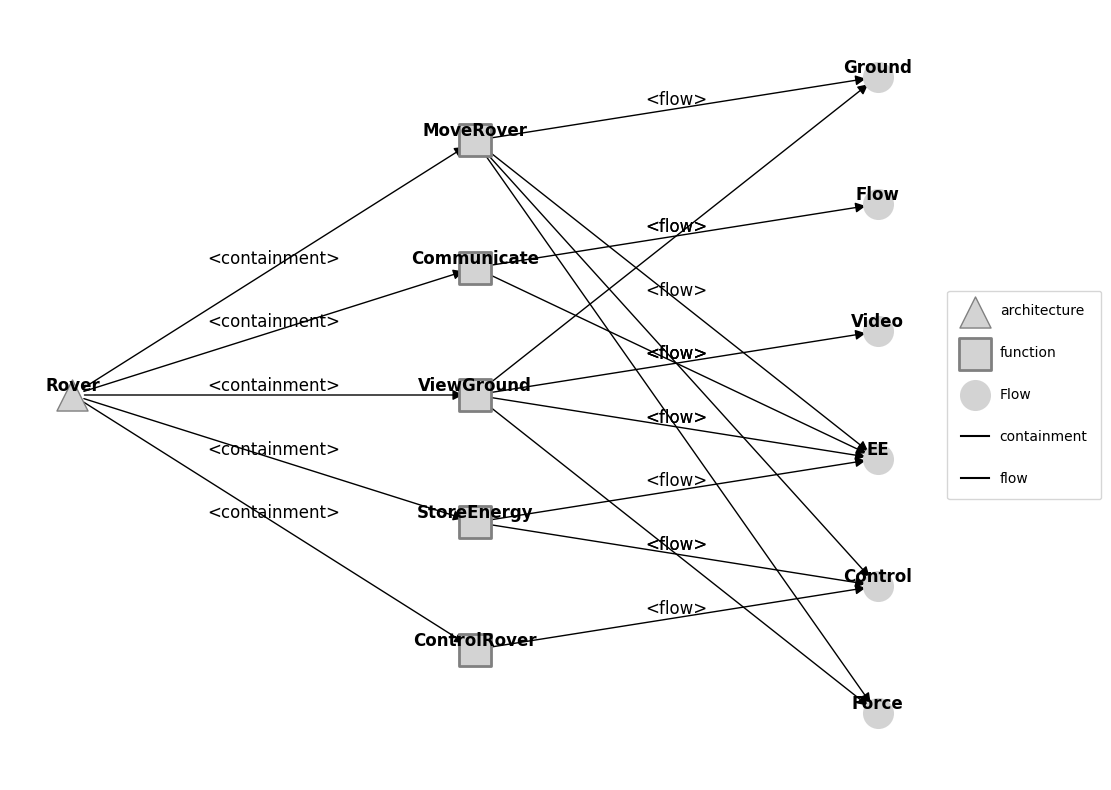 Ground
MoveRover
<flow>
Flow
Communicate
<containment>
<flow>
<flow>
Video
<containment>
<flow>
Rover
<containment>
ViewGround
<flow>
EE
<containment>
<flow>
StoreEnergy
<containment>
<flow>
Control
ControlRover
<flow>
Force
architecture
function
Flow
containment
flow